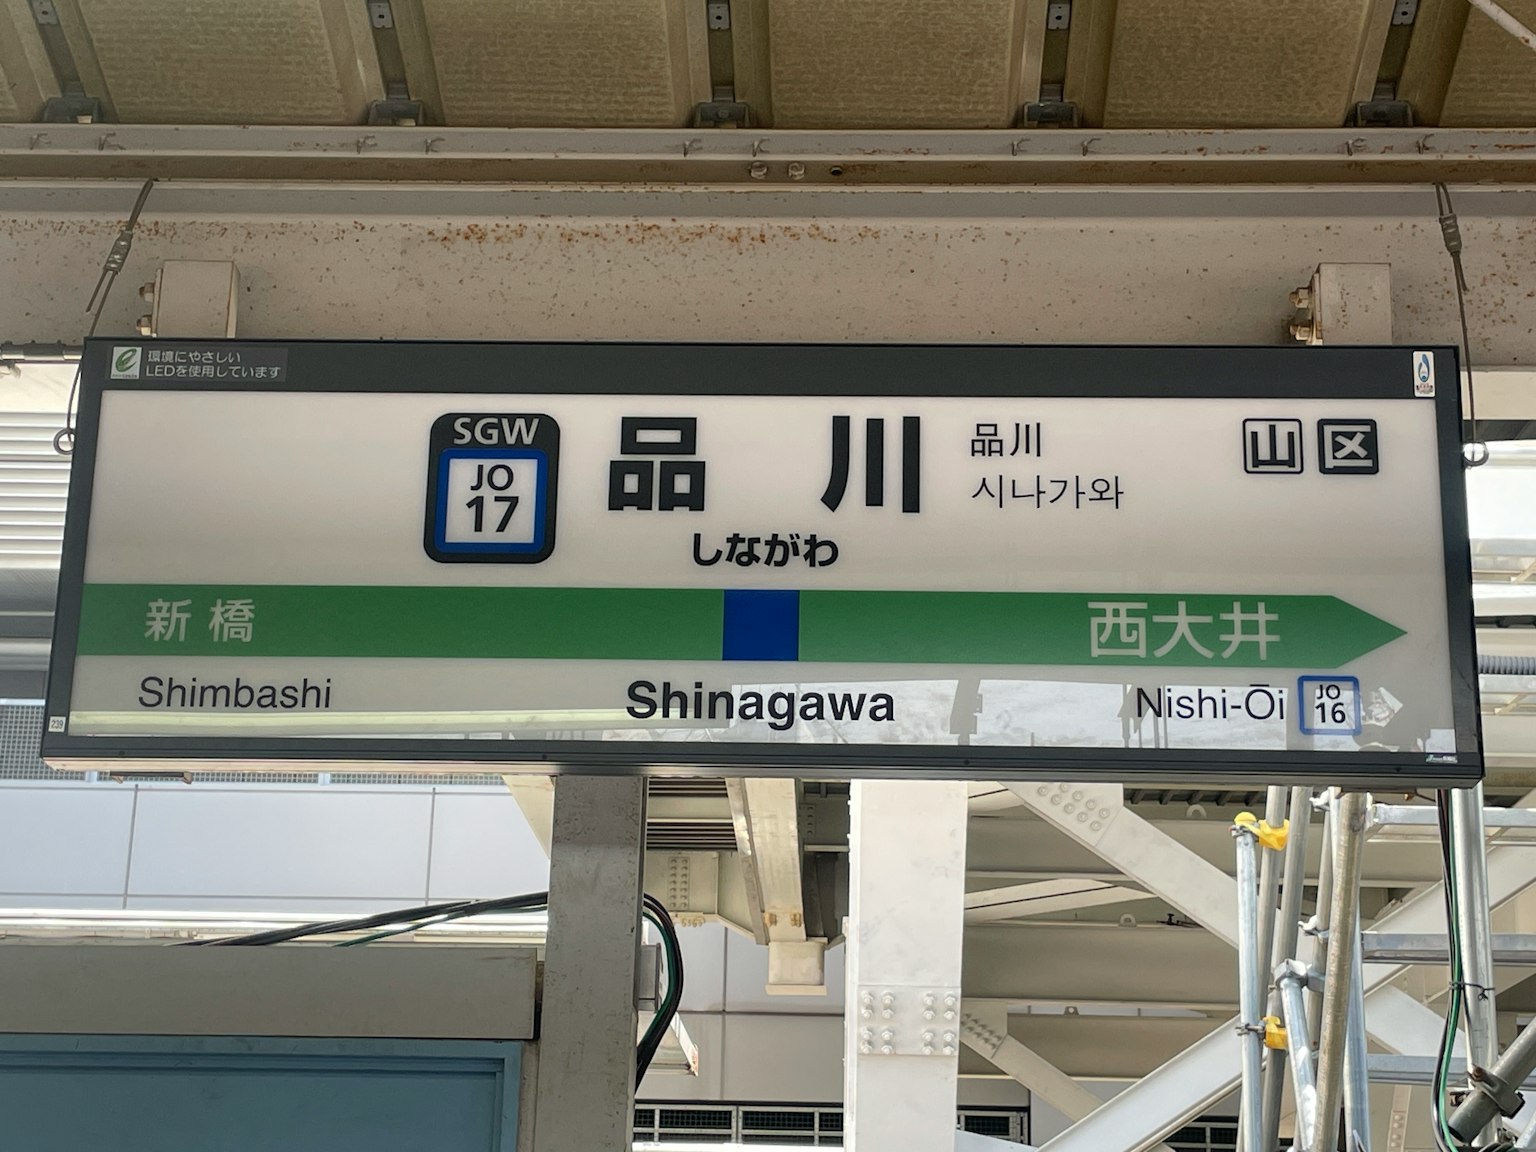 環境にやさしい
LEDを使用しています
SGW
JO
17
品川
品川
시나가와
山 区
しながわ
新橋
西大井
Shimbashi
Shinagawa
Nishi-Ōi
JO
16
239